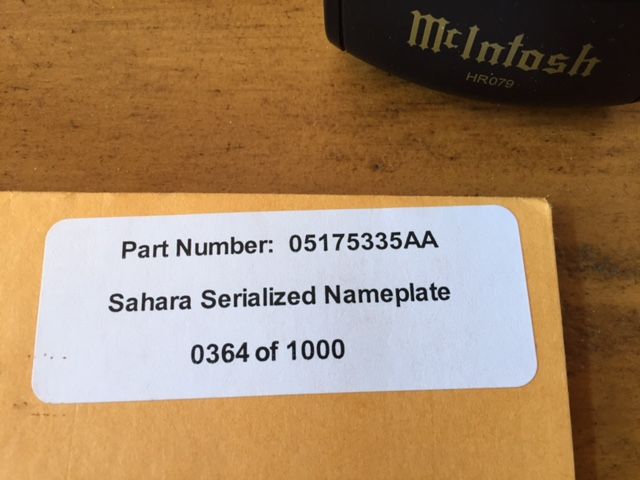 McIntosh
HR079
Part Number: 05175335AA
Sahara Serialized Nameplate
0364 of 1000